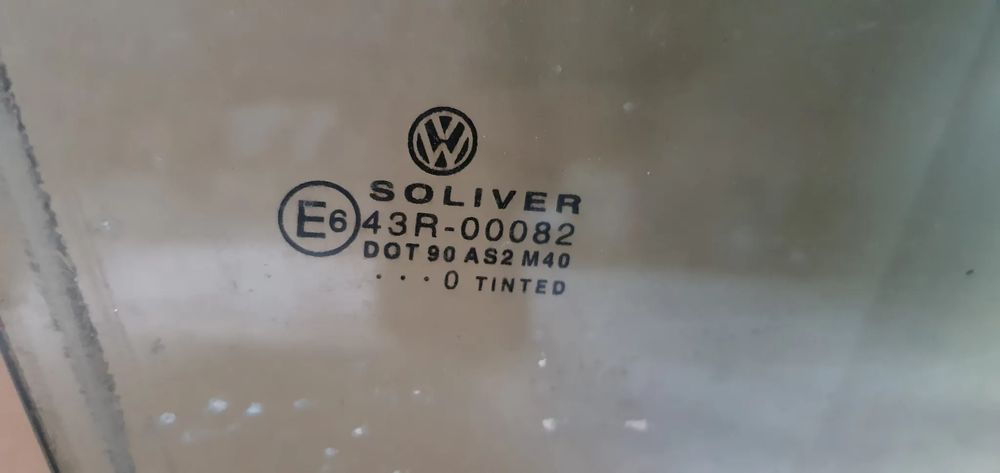 SOLIVER
E6 43R-00082
DOT 90 AS2 M40
...0 TINTED